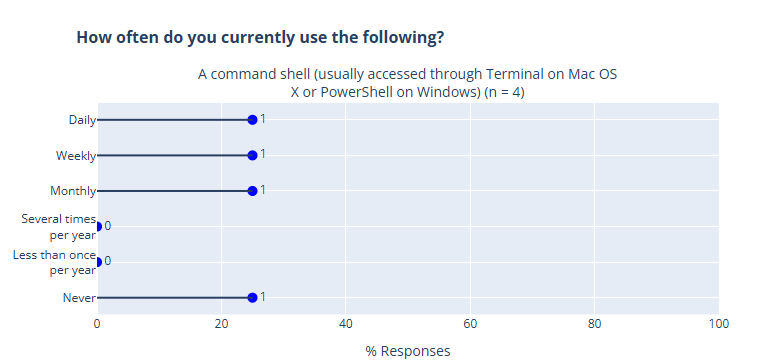 How often do you currently use the following?
A command shell (usually accessed through Terminal on Mac OS
X or PowerShell on Windows) (n = 4)
Daily 1
Weekly 1
Monthly 1
Several times
per year 0
Less than once
per year 0
Never 1
0 20 40 60 80 100
% Responses